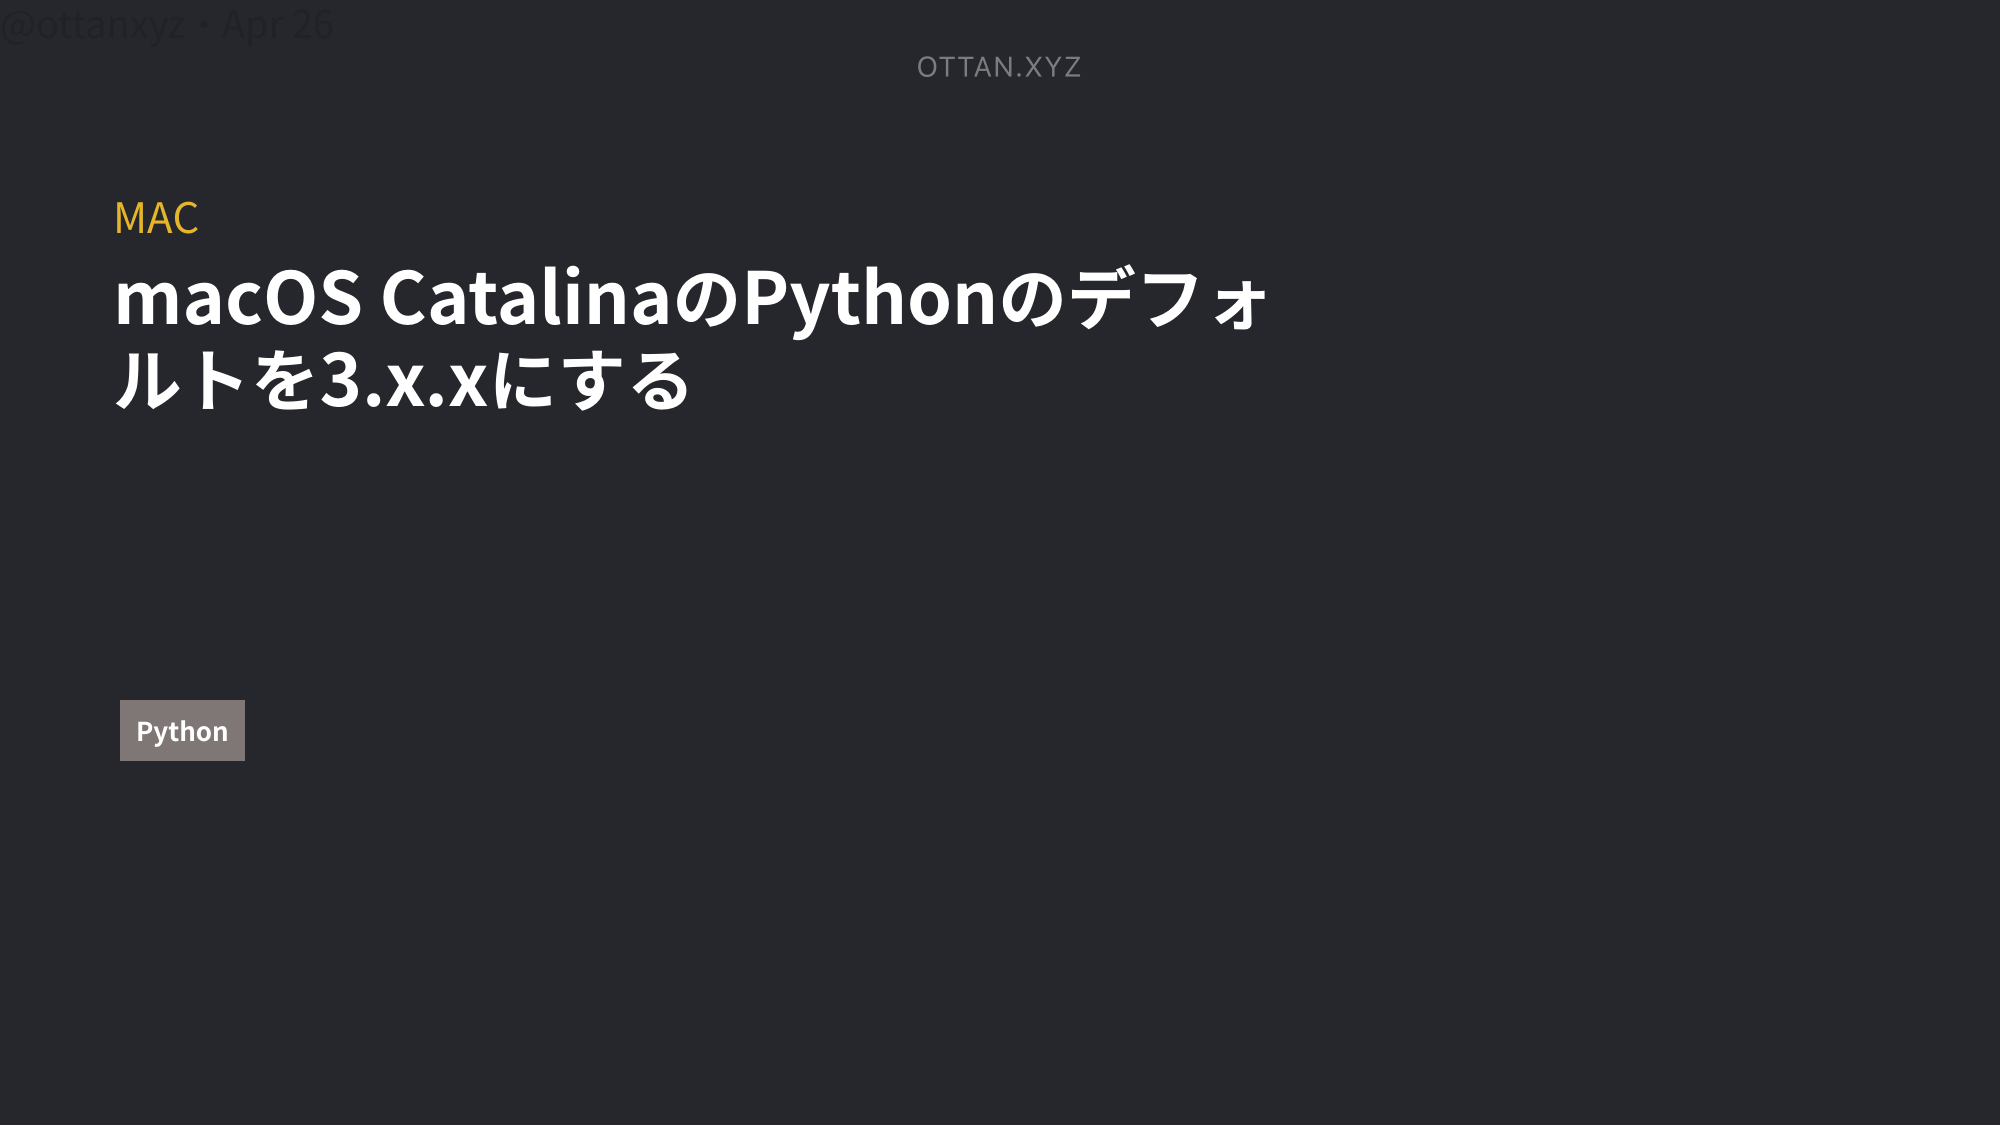 @ottanxyz・Apr 26
OTTAN.XYZ
MAC
macOS CatalinaのPythonのデフォ
ルトを3.x.xにする
Python